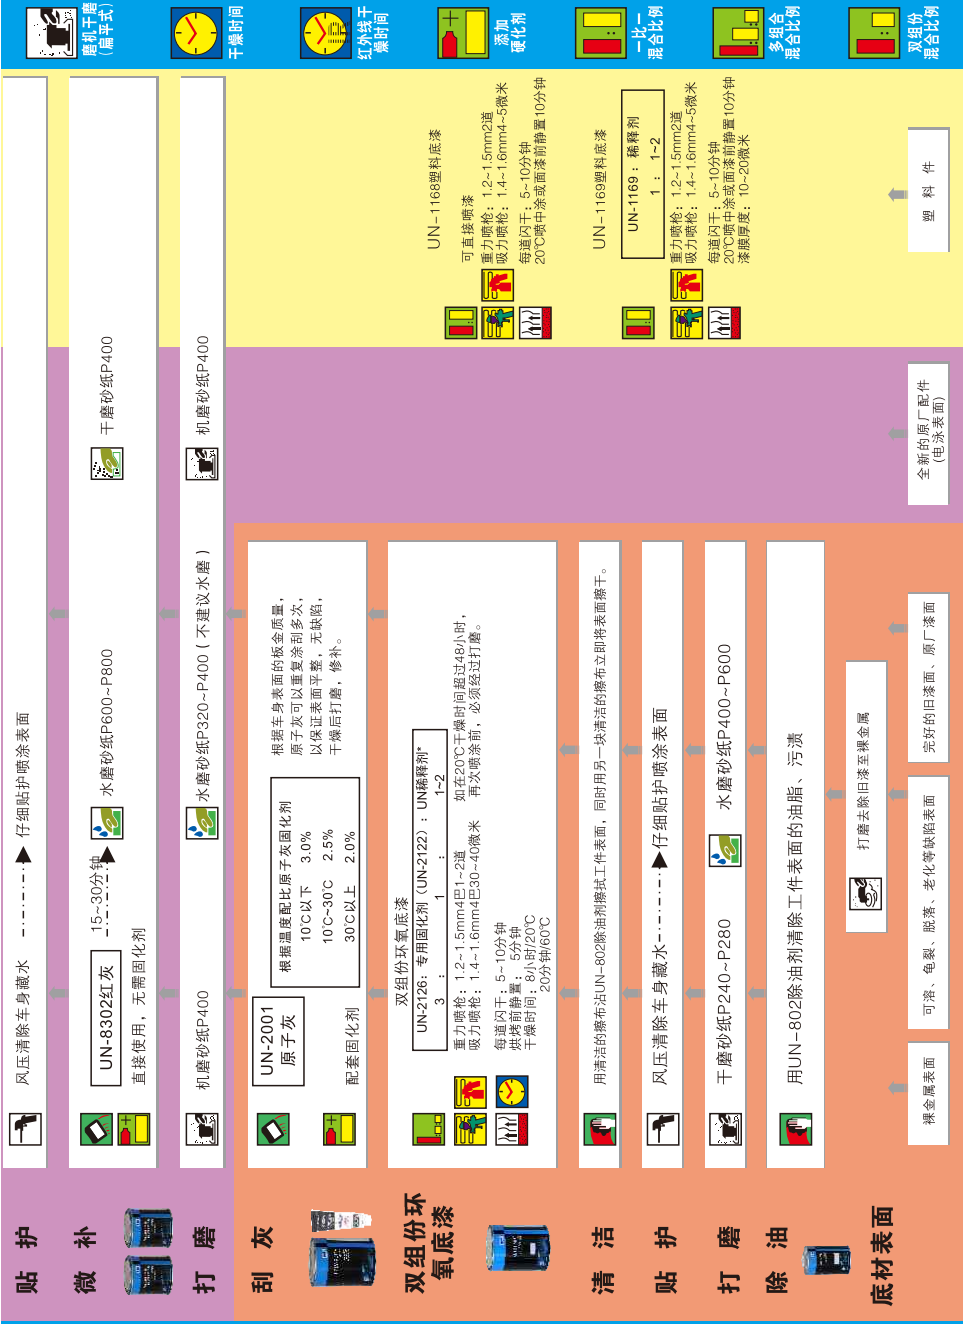 磨机干磨
(扁平式)
干燥时间
红外线干
燥时间
添加
硬化剂
一比一
混合比例
多组合
混合比例
双组份
混合比例
贴 护
风压清除车身藏水
仔细贴护喷涂表面
微 补
UN-8302红灰
15~30分钟
水磨砂纸P600~P800
干磨砂纸P400
直接使用，无需固化剂
打 磨
机磨砂纸P400
水磨砂纸P320~P400 ( 不建议水磨 )
机磨砂纸P400
刮 灰
UN-2001
原子灰
配套固化剂
根据温度配比原子灰固化剂
10℃以下 3.0%
10℃~30℃ 2.5%
30℃以上 2.0%
根据车身表面的板金质量，
原子灰可以重复涂刮多次，
以保证表面平整，无缺陷，
干燥后打磨，修补。
双组份环
氧底漆
双组份环氧底漆
UN-2126：专用固化剂（UN-2122）：UN稀释剂*
3 : 1 : 1~2
重力喷枪：1.2~1.5mm4巴1~2道
吸力喷枪：1.4~1.6mm4巴30~40微米
每道闪干：5~10分钟
烘烤前静置： 5分钟
干燥时间：8小时/20℃
20分钟/60℃
如在20℃干燥时间超过48小时，
再次喷涂前，必须经过打磨。
清 洁
用清洁的擦布沾UN-802除油剂擦拭工件表面，同时用另一块清洁的擦布立即将表面擦干。
贴 护
风压清除车身藏水
仔细贴护喷涂表面
打 磨
干磨砂纸P240~P280
水磨砂纸P400~P600
除 油
用UN-802除油剂清除工件表面的油脂、污渍
打磨去除旧漆至裸金属
底材表面
裸金属表面
可溶、龟裂、脱落、老化等缺陷表面
完好的旧漆面、原厂漆面
全新的原厂配件
(电泳表面)
塑 料 件
UN-1168塑料底漆
可直接喷漆
重力喷枪：1.2~1.5mm2道
吸力喷枪：1.4~1.6mm4~5微米
每道闪干：5~10分钟
20℃喷中涂或面漆前静置10分钟
UN-1169塑料底漆
UN-1169：稀释剂
1 : 1~2
重力喷枪：1.2~1.5mm2道
吸力喷枪：1.4~1.6mm4~5微米
每道闪干：5~10分钟
20℃喷中涂或面漆前静置10分钟
漆膜厚度：10~20微米